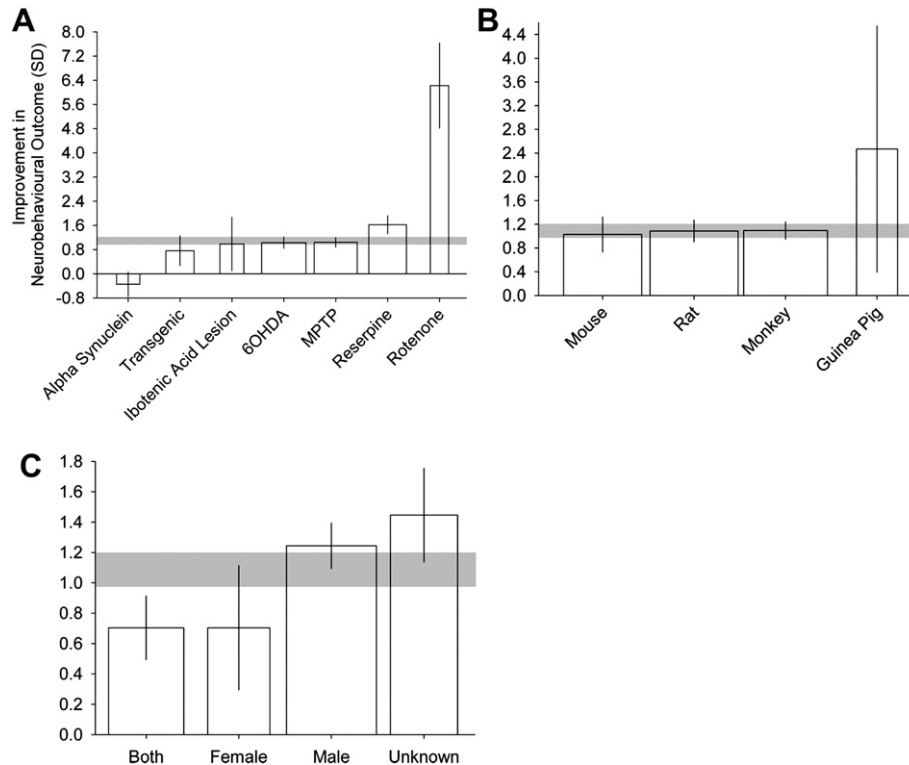 A
Improvement in
Neurobehavioural Outcome (SD)
8.0
7.2
6.4
5.6
4.8
4.0
3.2
2.4
1.6
0.8
0.0
-0.8
Alpha Synuclein
Transgenic
Ibotenic Acid Lesion
6OHDA
MPTP
Reserpine
Rotenone
B
4.4
4.0
3.6
3.2
2.8
2.4
2.0
1.6
1.2
0.8
0.4
0.0
Mouse
Rat
Monkey
Guinea Pig
C
1.8
1.6
1.4
1.2
1.0
0.8
0.6
0.4
0.2
0.0
Both
Female
Male
Unknown